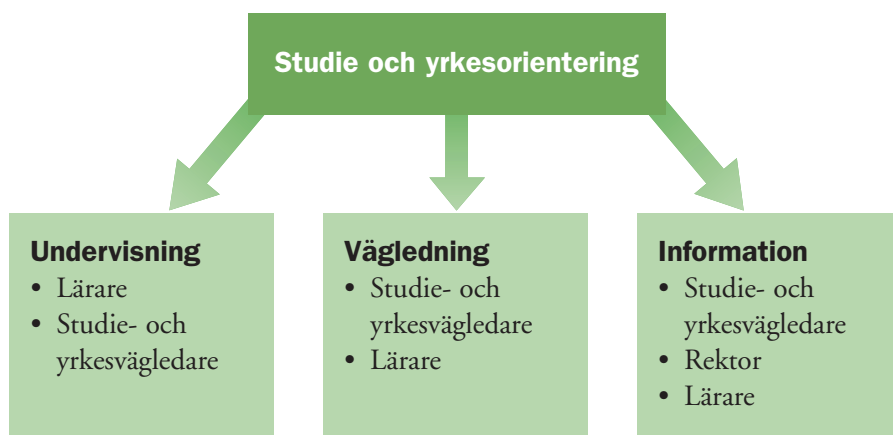 Studie och yrkesorientering
Undervisning
• Lärare
• Studie- och
yrkesvägledare
Vägledning
• Studie- och
yrkesvägledare
• Lärare
Information
• Studie- och
yrkesvägledare
• Rektor
• Lärare